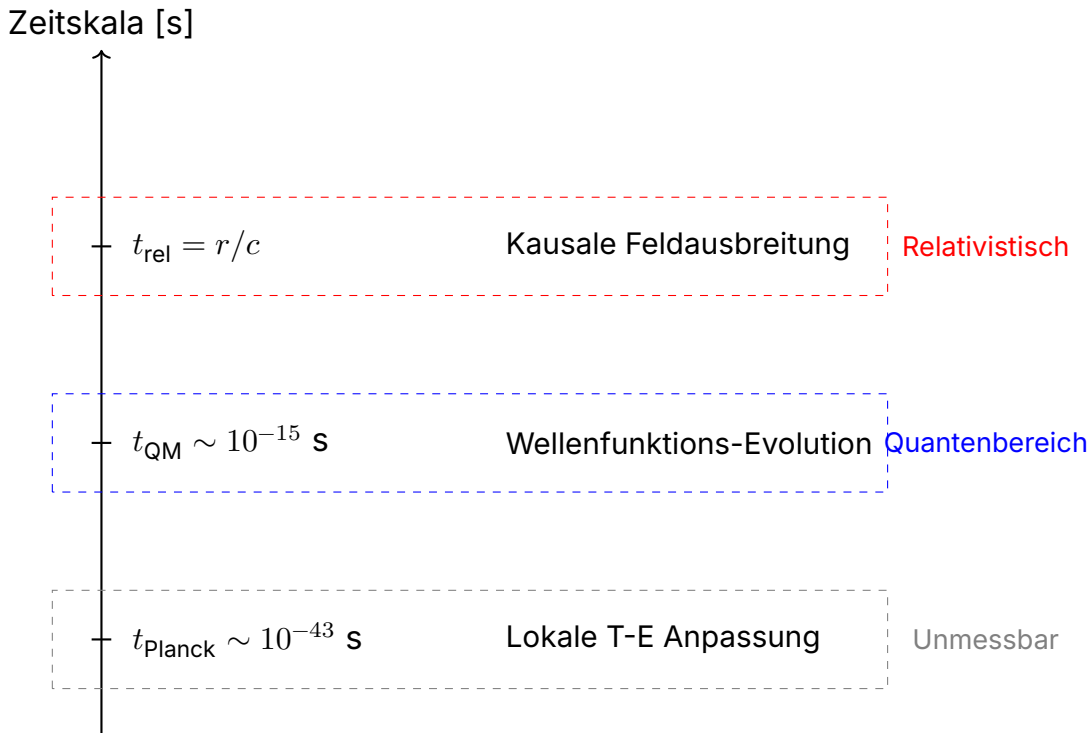 Zeitskala [s]
t_rel = r/c Kausale Feldausbreitung Relativistisch
t_QM ∼ 10^−15 s Wellenfunktions-Evolution Quantenbereich
t_Planck ∼ 10^−43 s Lokale T-E Anpassung Unmessbar